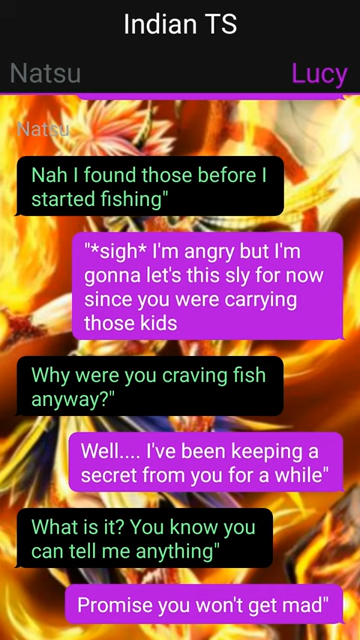 Indian TS
Natsu Lucy
Natsu
Nah I found those before I
started fishing"
"*sigh* I'm angry but I'm
gonna let's this sly for now
since you were carrying
those kids
Why were you craving fish
anyway?"
Well.... I've been keeping a
secret from you for a while"
What is it? You know you
can tell me anything"
Promise you won't get mad"